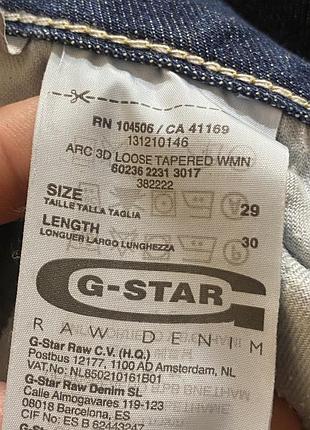 RN 104506 / CA 41169
131210146
ARC 3D LOOSE TAPERED WMN
60236 2231 3017
382222
SIZE
TAILLE TALLA TAGLIA
29
LENGTH
LONGUER LARGO LUNGHEZZA
30
G-STAR
RAW DENIM
G-Star Raw C.V. (H.Q.)
Postbus 12177, 1100 AD Amsterdam, NL
VAT-No: NL850210161B01
G-Star Raw Denim SL
Calle Almogavares 119-123
08018 Barcelona, ES
CIF No: ES B 62443247